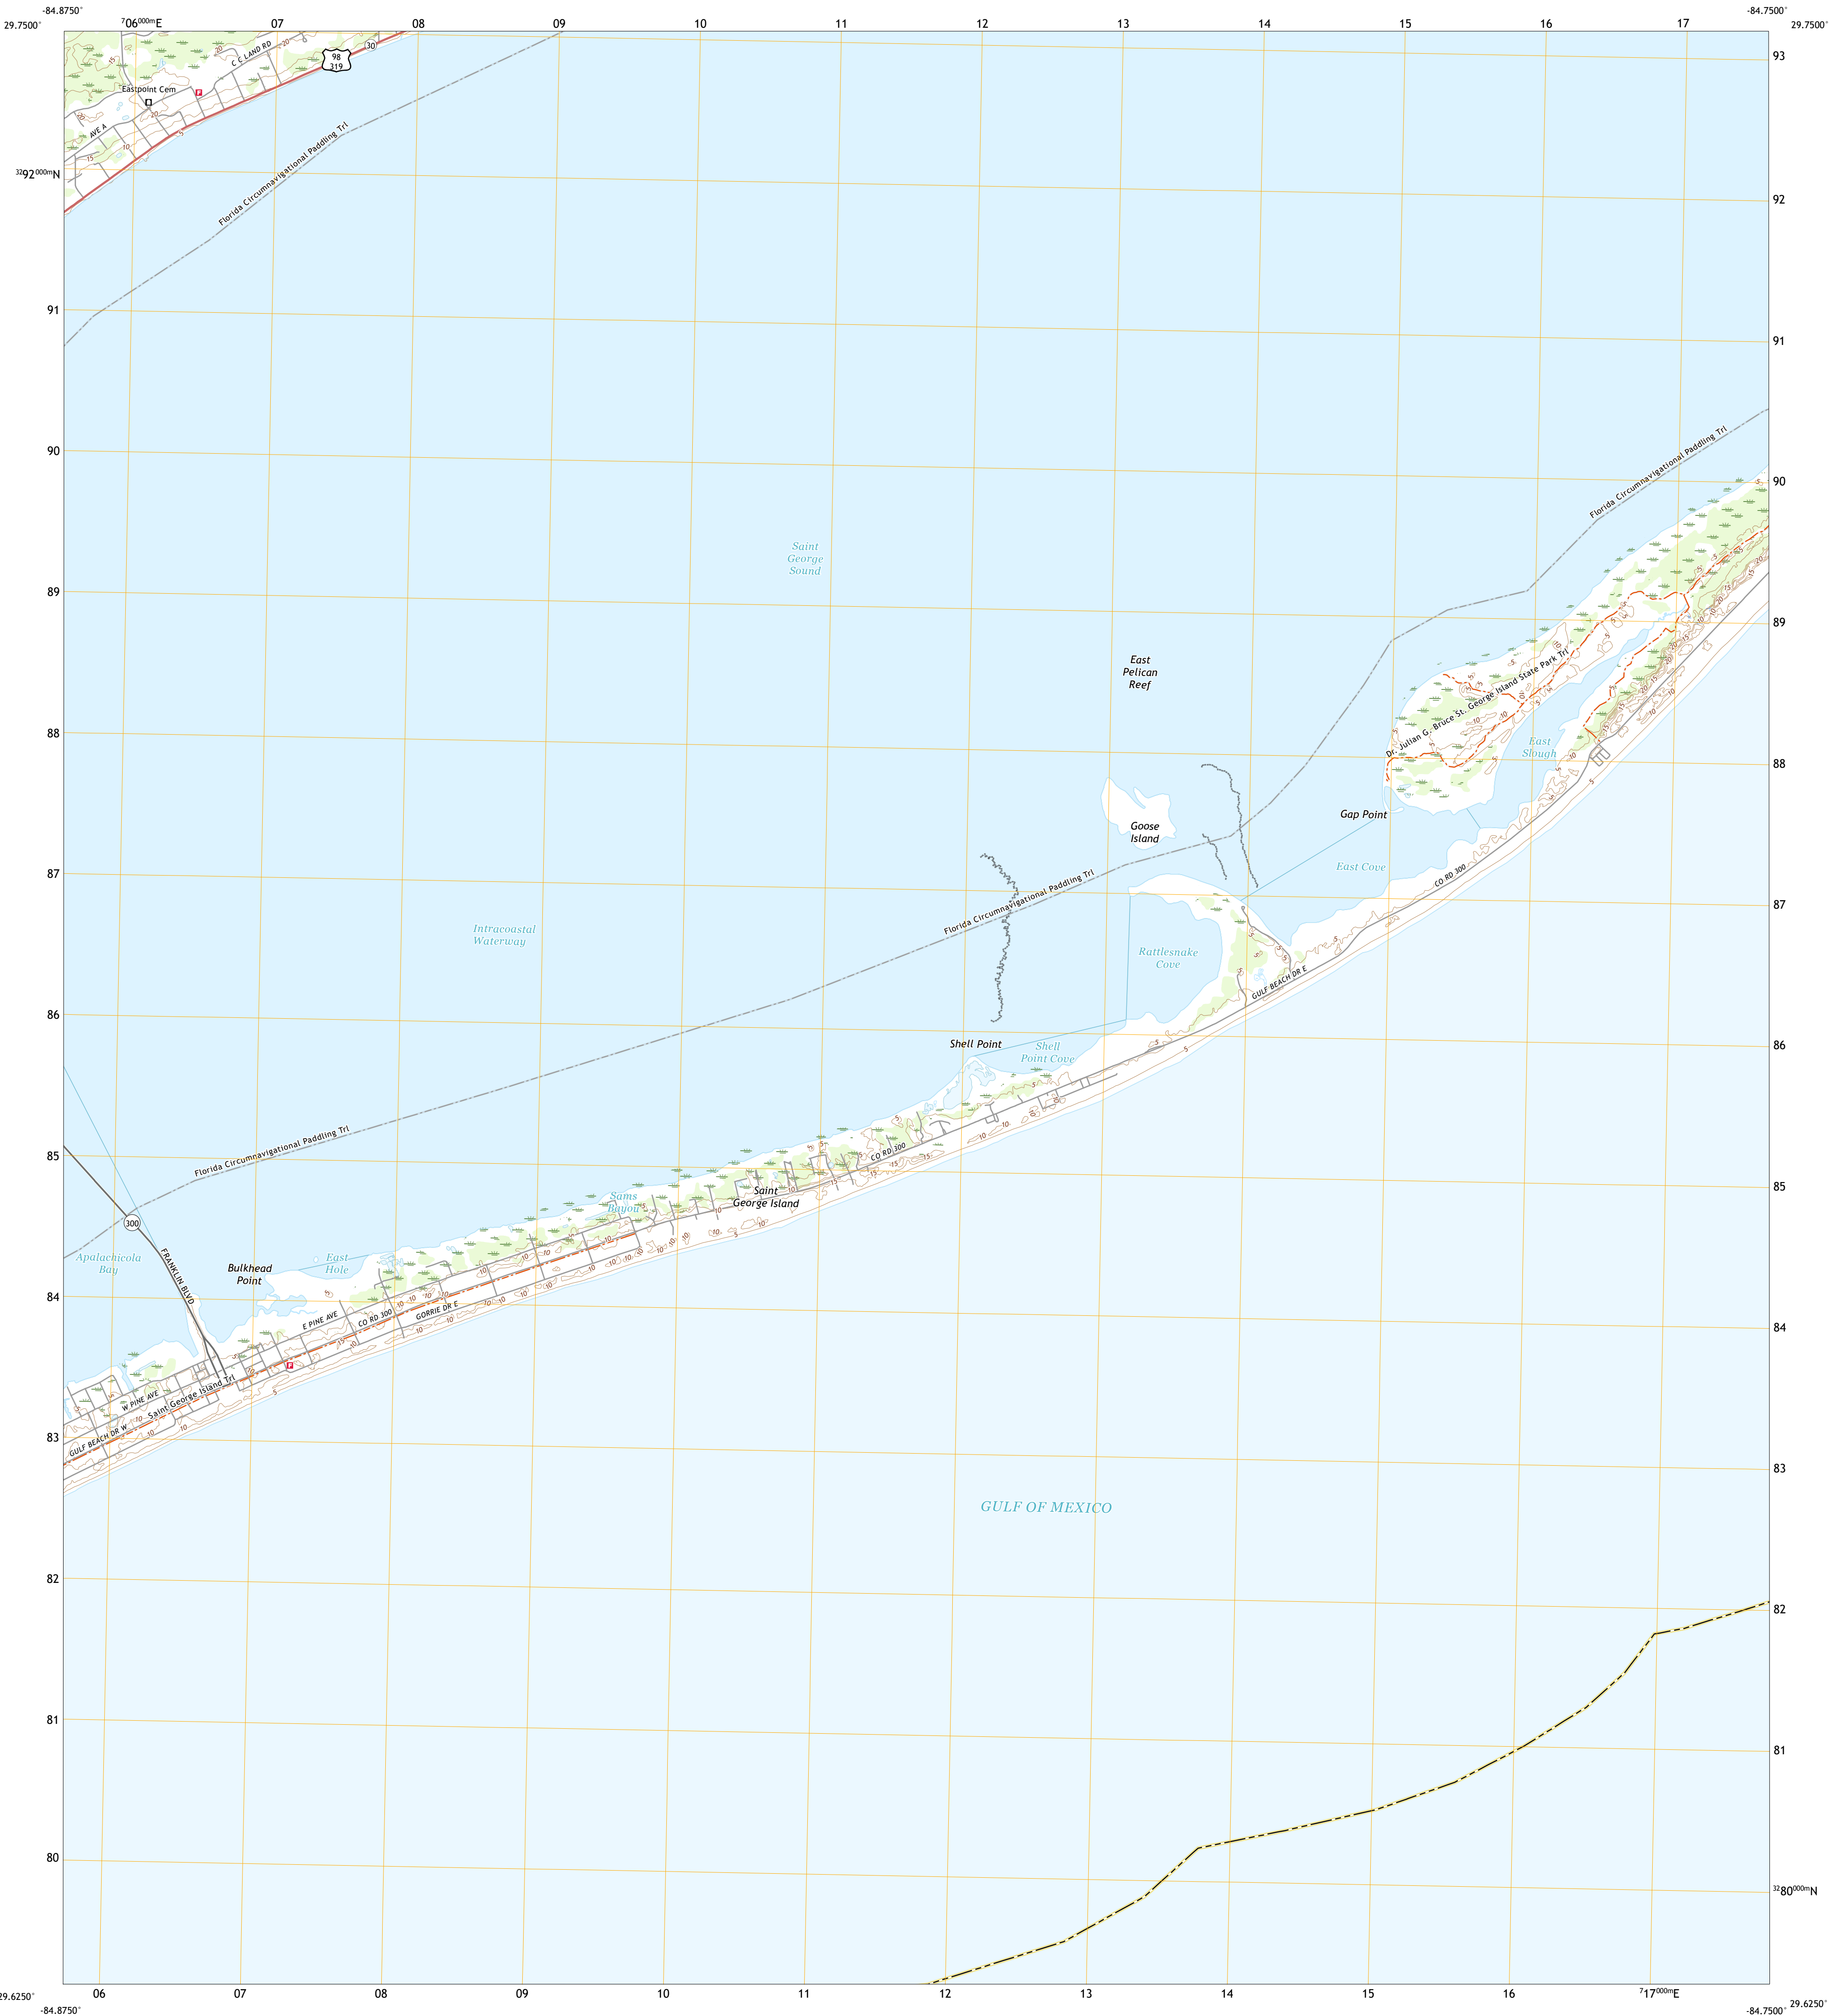 -84.8750°
-84.7500°
29.7500°
706000mE
07
08
09
10
11
12
13
14
15
16
17
29.7500°
C C LAND RD
30
98
319
93
Eastpoint Cem
F
AVE A
Florida Circumnavigational Paddling Trl
3292000mN
92
91
91
90
90
Florida Circumnavigational Paddling Trl
Saint
George
Sound
89
89
East
Pelican
Reef
Dr. Julian G. Bruce St. George Island State Park Trl
88
East
Slough
88
Gap Point
Goose
Island
East Cove
87
CO RD 300
87
Florida Circumnavigational Paddling Trl
Intracoastal
Waterway
Rattlesnake
Cove
GULF BEACH DR E
86
Shell Point
Shell
Point Cove
86
85
Florida Circumnavigational Paddling Trl
CO RD 300
85
Sams
Bayou
Saint
George Island
300
Apalachicola
Bay
FRANKLIN BLVD
Bulkhead
Point
East
Hole
84
E PINE AVE
CO RD 300
GORRIE DR E
84
F
W PINE AVE
Saint George Island Trl
GULF BEACH DR W
83
83
GULF OF MEXICO
82
82
81
81
80
3280000mN
06
07
08
09
10
11
12
13
14
15
16
717000mE
29.6250°
-84.8750°
-84.7500°
29.6250°